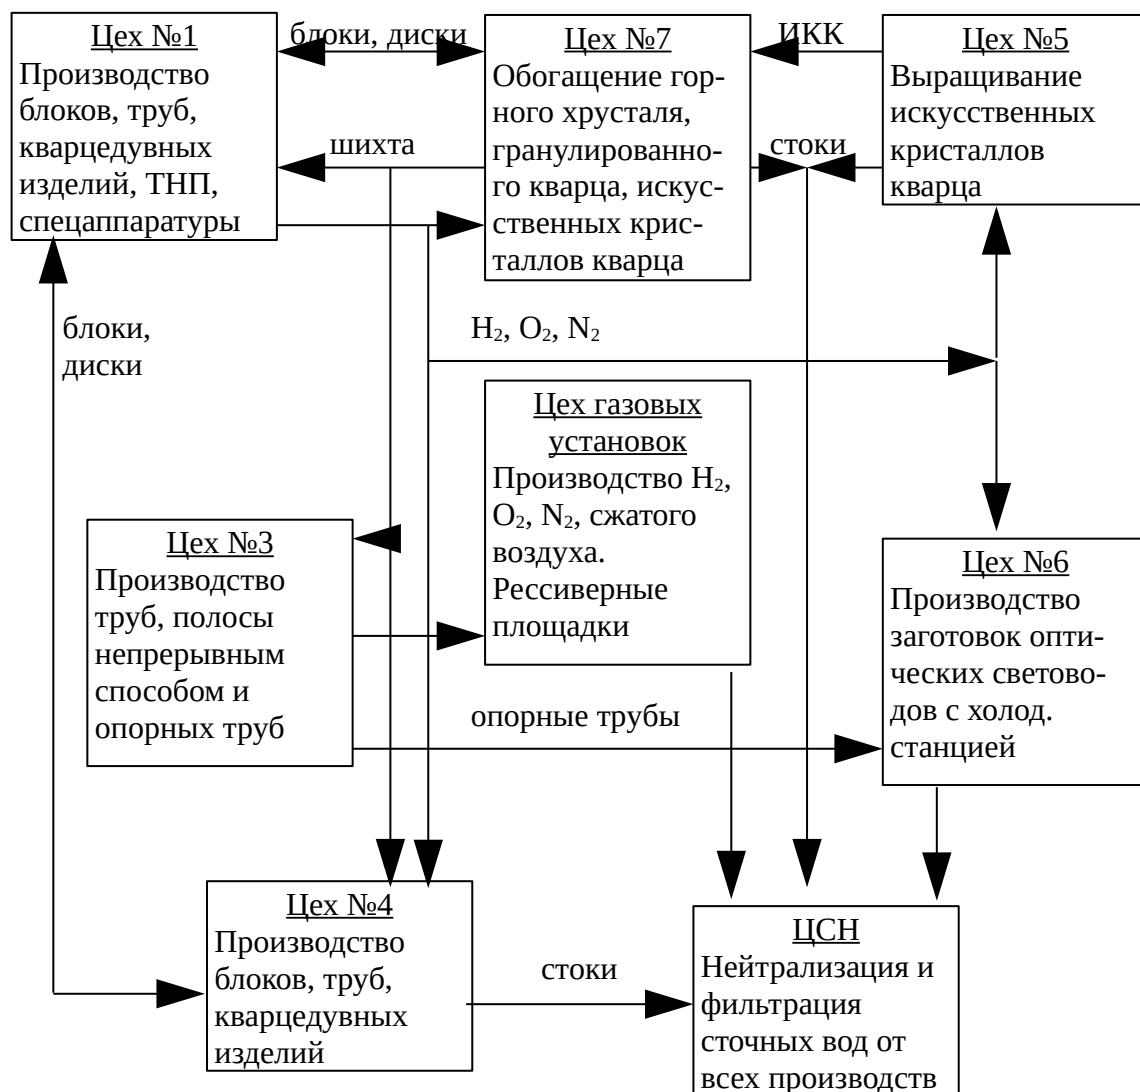 Цех №1
Производство
блоков, труб,
кварцедувных
изделий, ТНП,
спецаппаратуры
блоки, диски
шихта
Цех №7
Обогащение гор-
ного хрусталя,
гранулированно-
го кварца, искус-
ственных крис-
таллов кварца
ИКК
стоки
Цех №5
Выращивание
искусственных
кристаллов
кварца
блоки,
диски
H₂, O₂, N₂
Цех газовых
установок
Производство H₂,
O₂, N₂, сжатого
воздуха.
Рессиверные
площадки
Цех №3
Производство
труб, полосы
непрерывным
способом и
опорных труб
опорные трубы
Цех №6
Производство
заготовок опти-
ческих светово-
дов с холод.
станцией
Цех №4
Производство
блоков, труб,
кварцедувных
изделий
стоки
ЦСН
Нейтрализация и
фильтрация
сточных вод от
всех производств